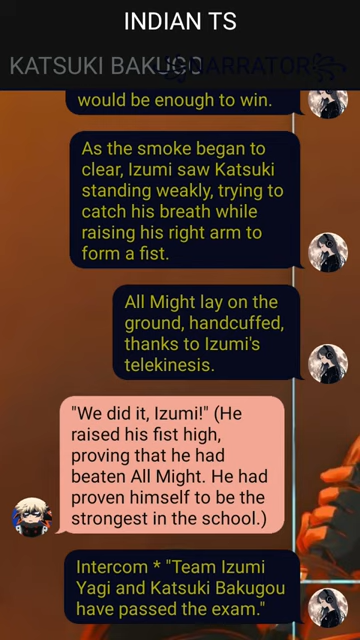 INDIAN TS
KATSUKI BAKUGO
NARRATOR
would be enough to win.
As the smoke began to
clear, Izumi saw Katsuki
standing weakly, trying to
catch his breath while
raising his right arm to
form a fist.
All Might lay on the
ground, handcuffed,
thanks to Izumi's
telekinesis.
"We did it, Izumi!" (He
raised his fist high,
proving that he had
beaten All Might. He had
proven himself to be the
strongest in the school.)
Intercom * "Team Izumi
Yagi and Katsuki Bakugou
have passed the exam."